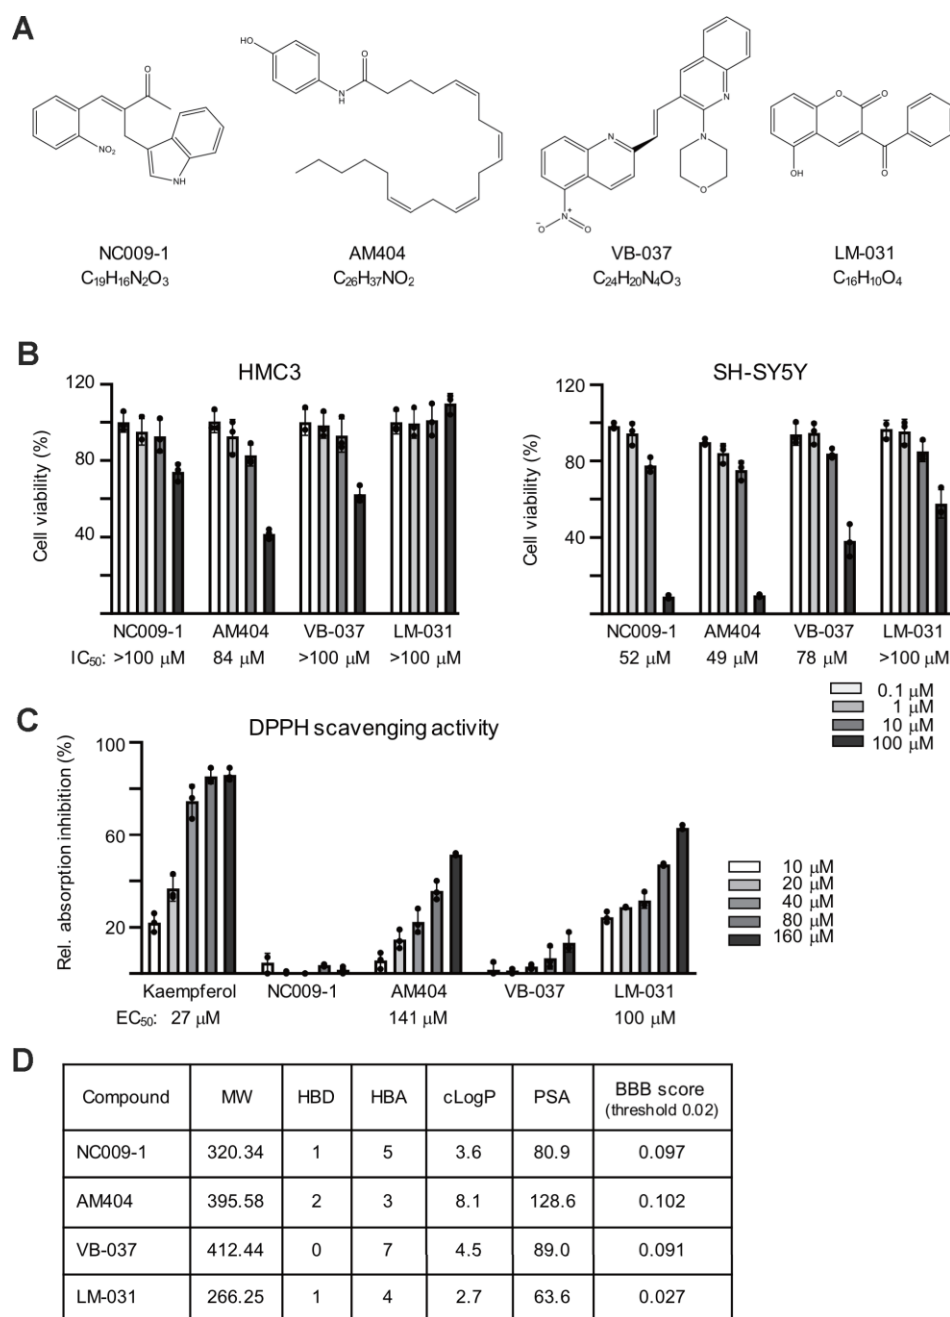 A
HO
O
N
H
O
NO₂
NH
N
N
N
O
N⁺
O⁻
O
O
O
OH
O
NC009-1
AM404
VB-037
LM-031
C₁₉H₁₆N₂O₃
C₂₆H₃₇NO₂
C₂₄H₂₀N₄O₃
C₁₆H₁₀O₄
B
HMC3
Cell viability (%)
120
80
40
NC009-1 AM404 VB-037 LM-031
IC₅₀: >100 µM 84 µM >100 µM >100 µM
SH-SY5Y
Cell viability (%)
120
80
40
NC009-1 AM404 VB-037 LM-031
52 µM 49 µM 78 µM >100 µM
0.1 µM
1 µM
10 µM
100 µM
C
DPPH scavenging activity
Rel. absorption inhibition (%)
100
60
20
Kaempferol NC009-1 AM404 VB-037 LM-031
EC₅₀: 27 µM 141 µM 100 µM
10 µM
20 µM
40 µM
80 µM
160 µM
D
Compound MW HBD HBA cLogP PSA BBB score
(threshold 0.02)
NC009-1 320.34 1 5 3.6 80.9 0.097
AM404 395.58 2 3 8.1 128.6 0.102
VB-037 412.44 0 7 4.5 89.0 0.091
LM-031 266.25 1 4 2.7 63.6 0.027